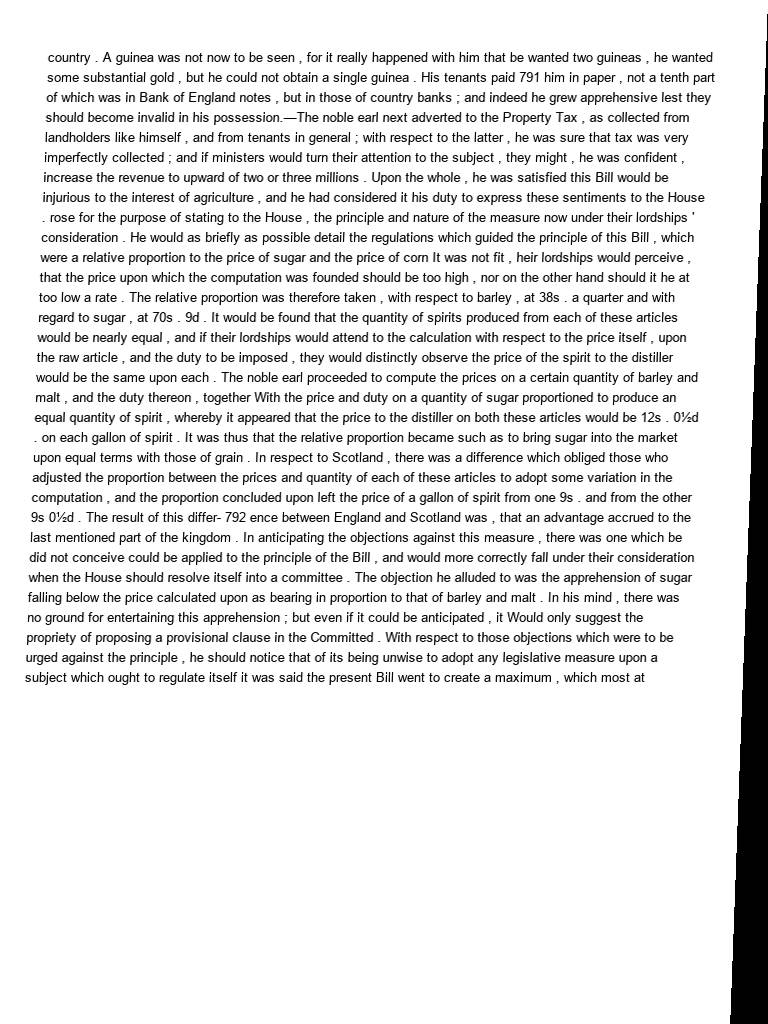 country . A guinea was not now to be seen , for it really happened with him that be wanted two guineas , he wanted
some substantial gold , but he could not obtain a single guinea . His tenants paid 791 him in paper , not a tenth part
of which was in Bank of England notes , but in those of country banks ; and indeed he grew apprehensive lest they
should become invalid in his possession.—The noble earl next adverted to the Property Tax , as collected from
landholders like himself , and from tenants in general ; with respect to the latter , he was sure that tax was very
imperfectly collected ; and if ministers would turn their attention to the subject , they might , he was confident ,
increase the revenue to upward of two or three millions . Upon the whole , he was satisfied this Bill would be
injurious to the interest of agriculture , and he had considered it his duty to express these sentiments to the House
. rose for the purpose of stating to the House , the principle and nature of the measure now under their lordships '
consideration . He would as briefly as possible detail the regulations which guided the principle of this Bill , which
were a relative proportion to the price of sugar and the price of corn It was not fit , heir lordships would perceive ,
that the price upon which the computation was founded should be too high , nor on the other hand should it he at
too low a rate . The relative proportion was therefore taken , with respect to barley , at 38s . a quarter and with
regard to sugar , at 70s . 9d . It would be found that the quantity of spirits produced from each of these articles
would be nearly equal , and if their lordships would attend to the calculation with respect to the price itself , upon
the raw article , and the duty to be imposed , they would distinctly observe the price of the spirit to the distiller
would be the same upon each . The noble earl proceeded to compute the prices on a certain quantity of barley and
malt , and the duty thereon , together With the price and duty on a quantity of sugar proportioned to produce an
equal quantity of spirit , whereby it appeared that the price to the distiller on both these articles would be 12s . 0½d
. on each gallon of spirit . It was thus that the relative proportion became such as to bring sugar into the market
upon equal terms with those of grain . In respect to Scotland , there was a difference which obliged those who
adjusted the proportion between the prices and quantity of each of these articles to adopt some variation in the
computation , and the proportion concluded upon left the price of a gallon of spirit from one 9s . and from the other
9s 0½d . The result of this differ- 792 ence between England and Scotland was , that an advantage accrued to the
last mentioned part of the kingdom . In anticipating the objections against this measure , there was one which be
did not conceive could be applied to the principle of the Bill , and would more correctly fall under their consideration
when the House should resolve itself into a committee . The objection he alluded to was the apprehension of sugar
falling below the price calculated upon as bearing in proportion to that of barley and malt . In his mind , there was
no ground for entertaining this apprehension ; but even if it could be anticipated , it Would only suggest the
propriety of proposing a provisional clause in the Committed . With respect to those objections which were to be
urged against the principle , he should notice that of its being unwise to adopt any legislative measure upon a
subject which ought to regulate itself it was said the present Bill went to create a maximum , which most at